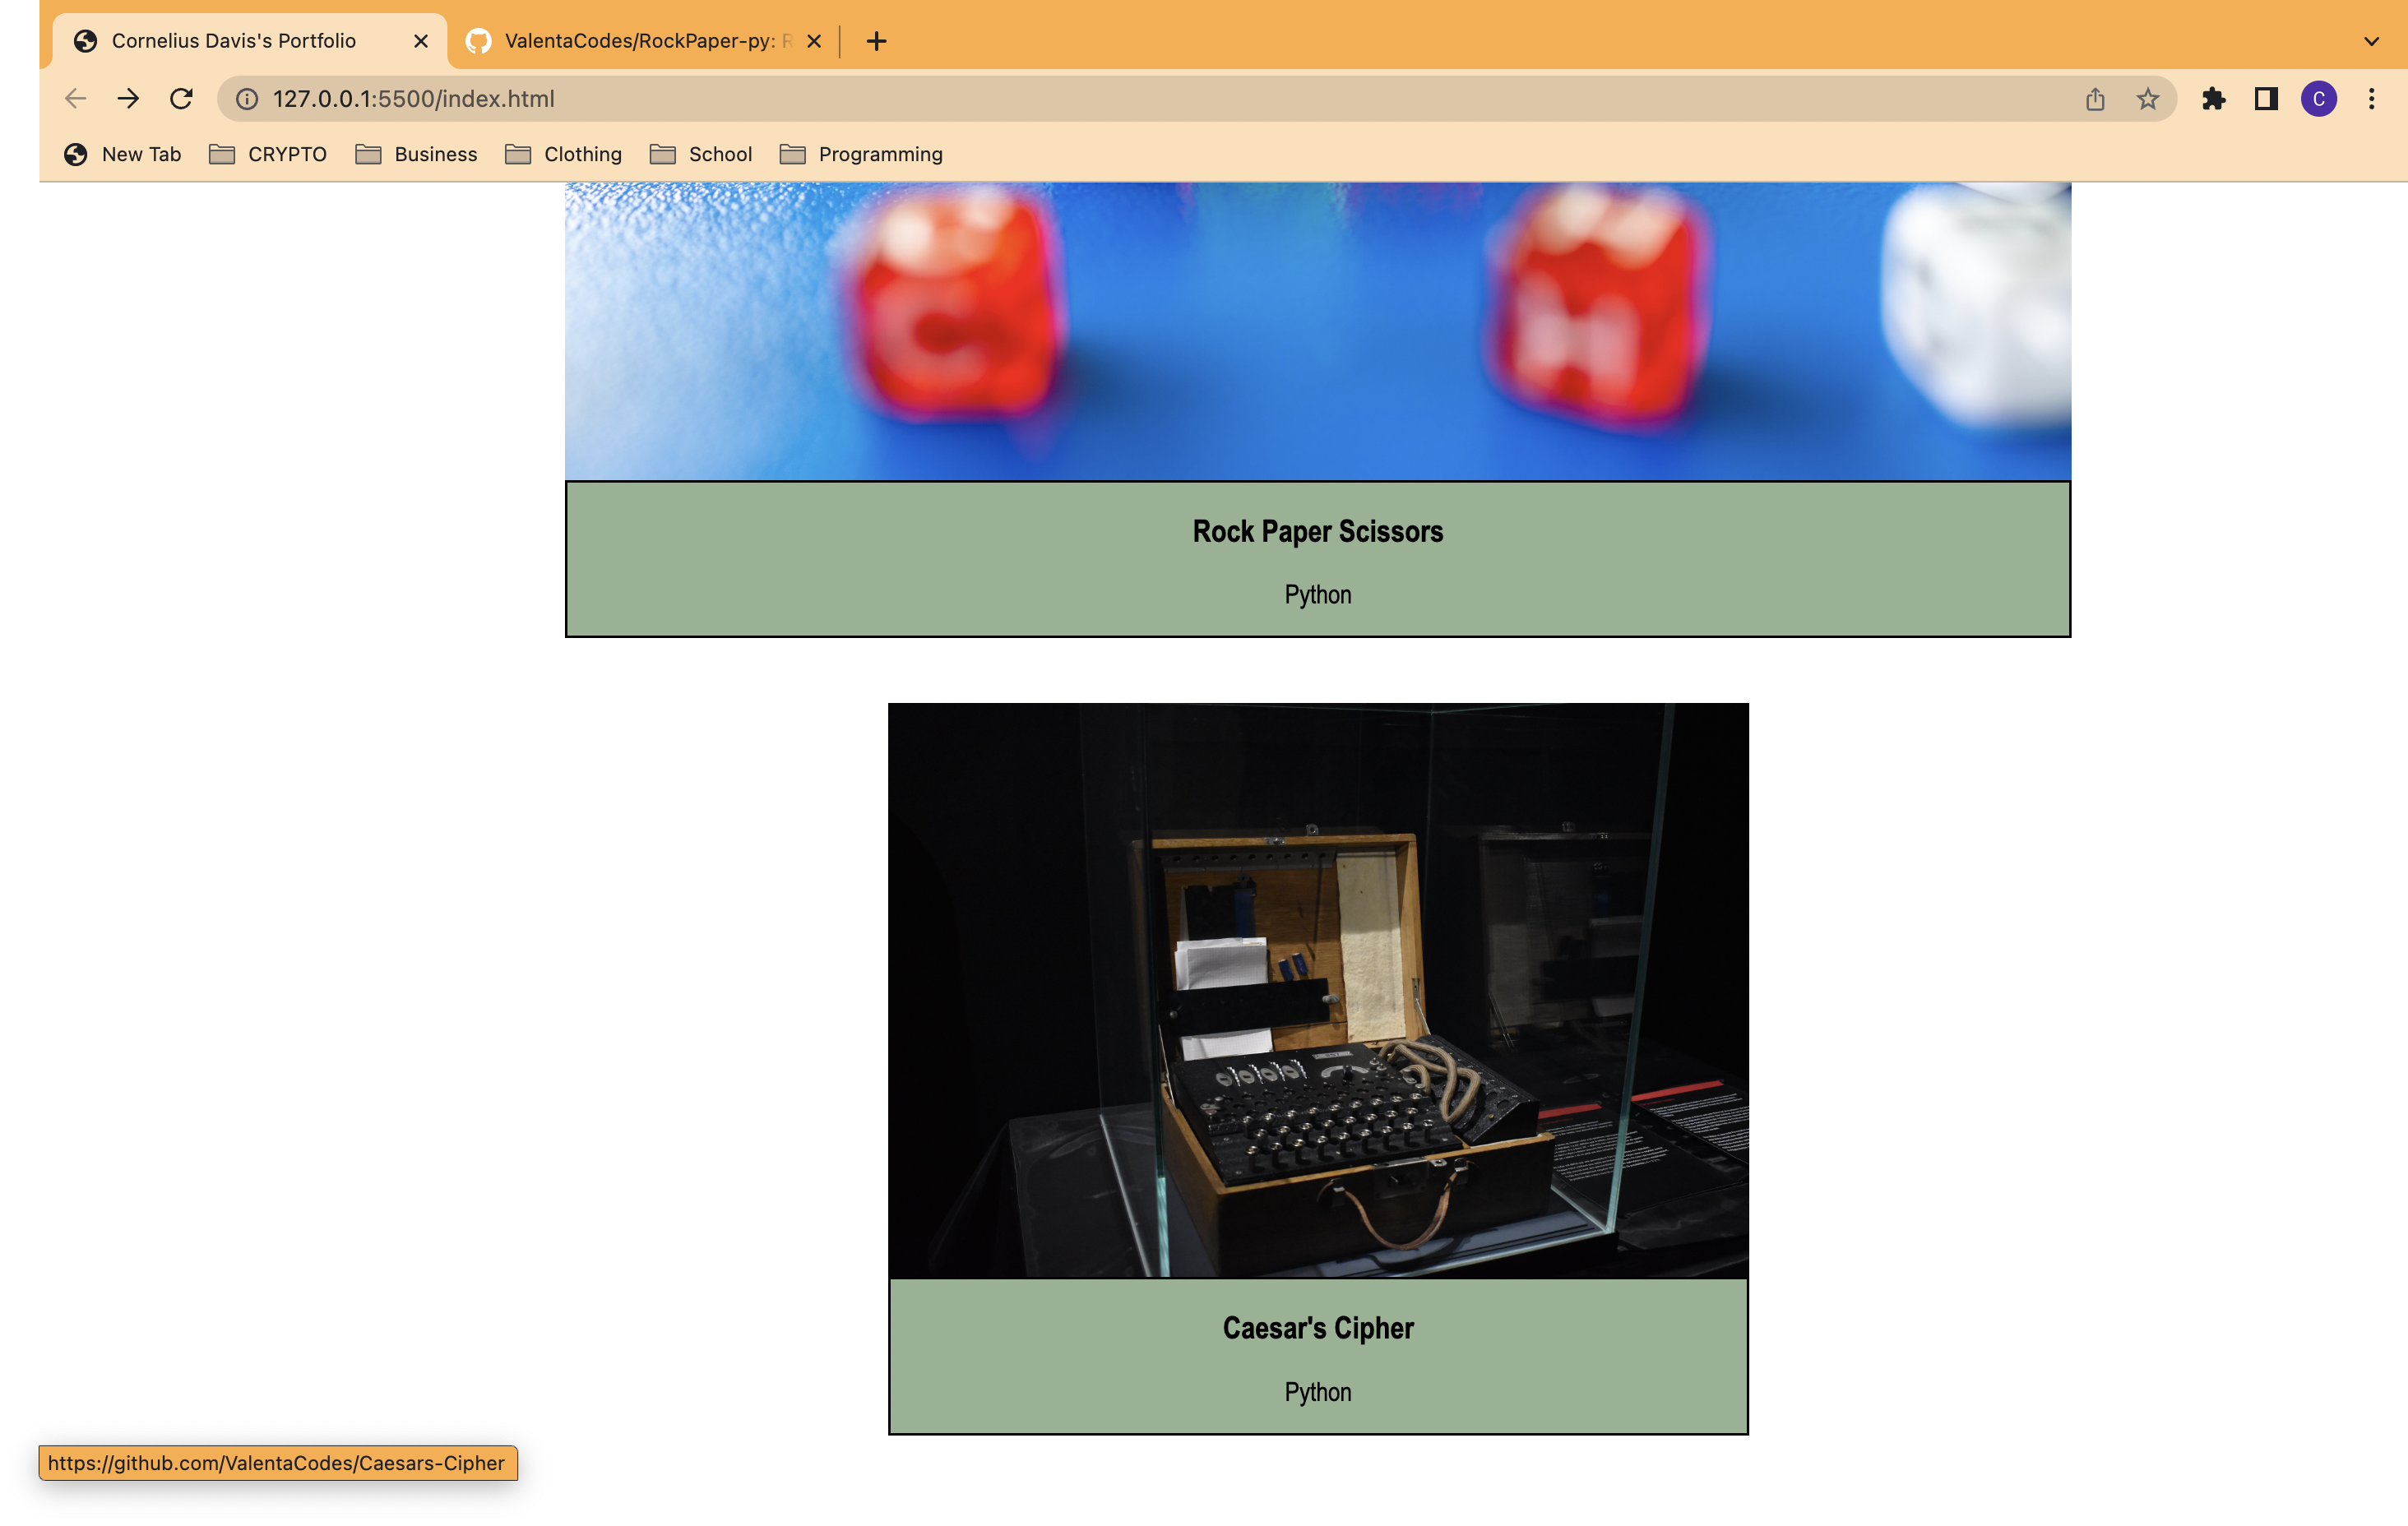 Cornelius Davis's Portfolio
ValentaCodes/RockPaper-py: R
127.0.0.1:5500/index.html
C
New Tab
CRYPTO
Business
Clothing
School
Programming
C
H
Rock Paper Scissors
Python
Caesar's Cipher
Python
https://github.com/ValentaCodes/Caesars-Cipher